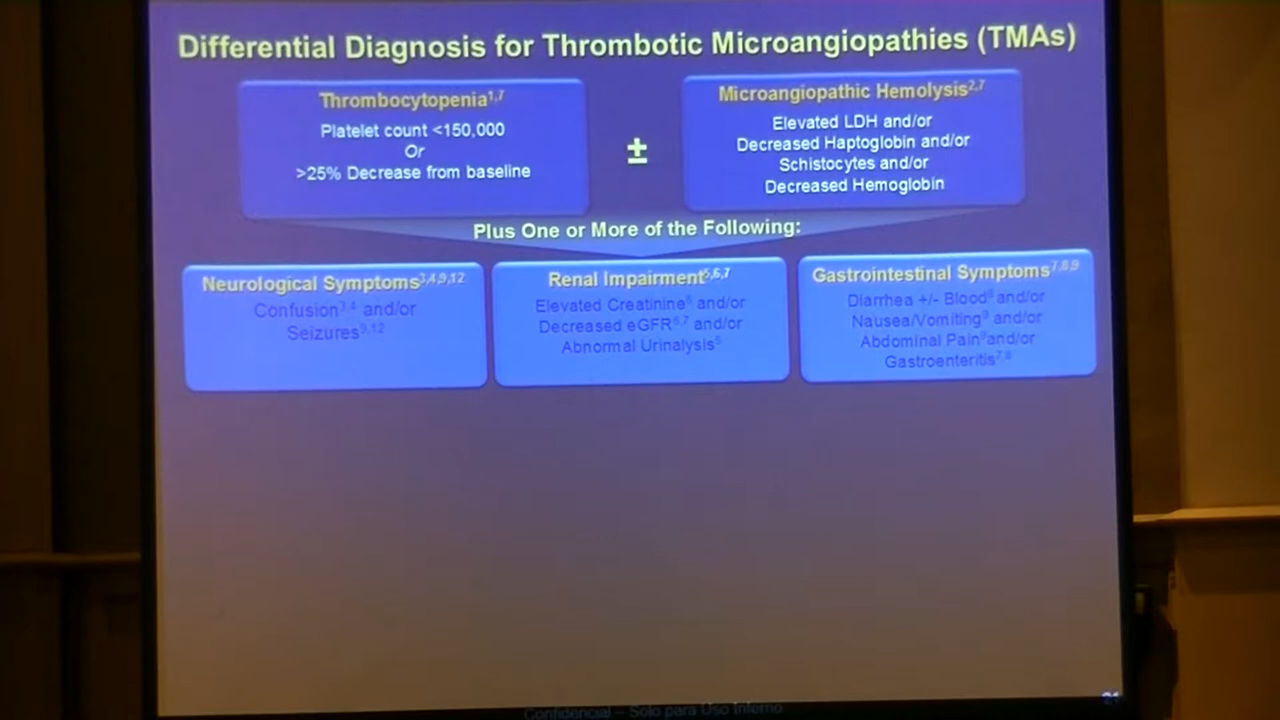 Differential Diagnosis for Thrombotic Microangiopathies (TMAs)
Thrombocytopenia1,7
Platelet count <150,000
Or
>25% Decrease from baseline
±
Microangiopathic Hemolysis2,7
Elevated LDH and/or
Decreased Haptoglobin and/or
Schistocytes and/or
Decreased Hemoglobin
Plus One or More of the Following:
Neurological Symptoms3,4,9,12
Confusion3,4 and/or
Seizures9,12
Renal Impairment5,6,7
Elevated Creatinine6 and/or
Decreased eGFR6,7 and/or
Abnormal Urinalysis5
Gastrointestinal Symptoms7,8,9
Diarrhea +/- Blood8 and/or
Nausea/Vomiting9 and/or
Abdominal Pain9and/or
Gastroenteritis7,8
21
Confidencial – Solo para Uso Interno